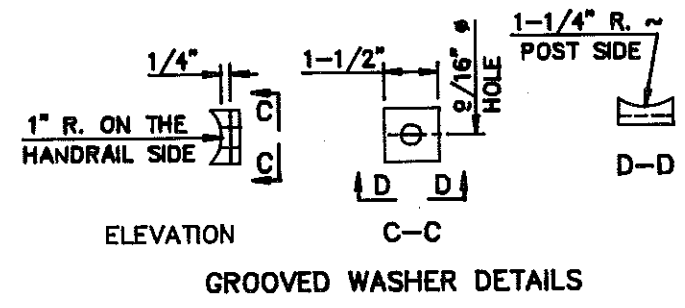 1/4"
1" R. ON THE
HANDRAIL SIDE
C
C
ELEVATION
1-1/2"
9/16" ø
HOLE
D D
C-C
1-1/4" R. ~
POST SIDE
D-D
GROOVED WASHER DETAILS